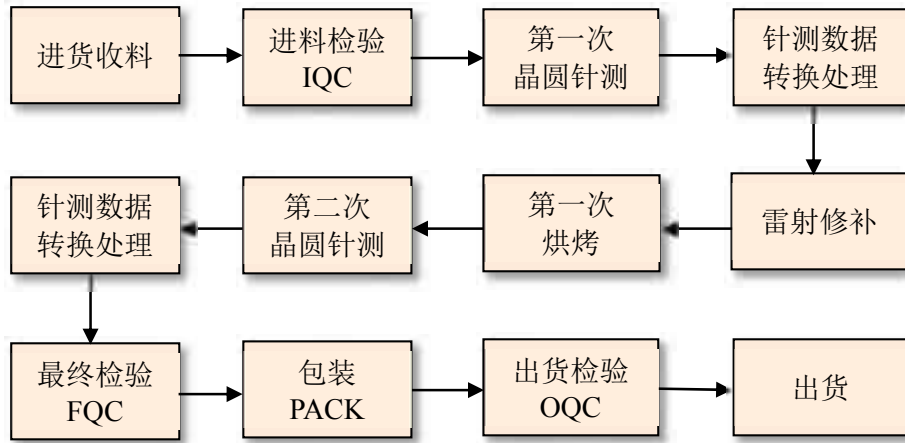 进货收料
进料检验
IQC
第一次
晶圆针测
针测数据
转换处理
雷射修补
第一次
烘烤
第二次
晶圆针测
针测数据
转换处理
最终检验
FQC
包装
PACK
出货检验
OQC
出货